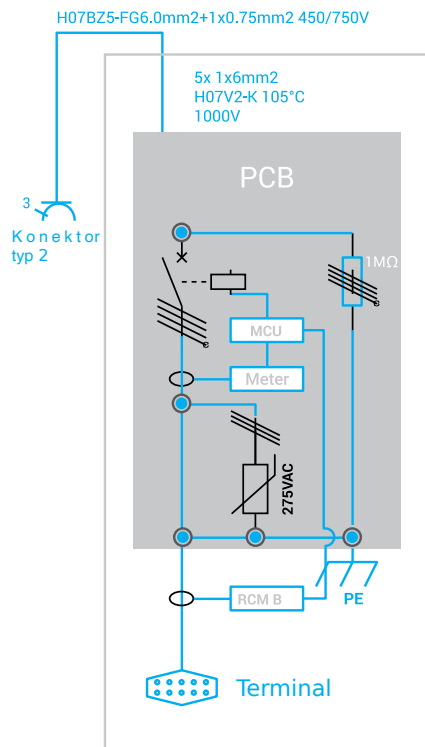 H07BZ5-FG6.0mm2+1x0.75mm2 450/750V
5x 1x6mm2
H07V2-K 105°C
1000V
PCB
3
Konektor
typ 2
1MΩ
MCU
Meter
275VAC
RCM B
PE
Terminal